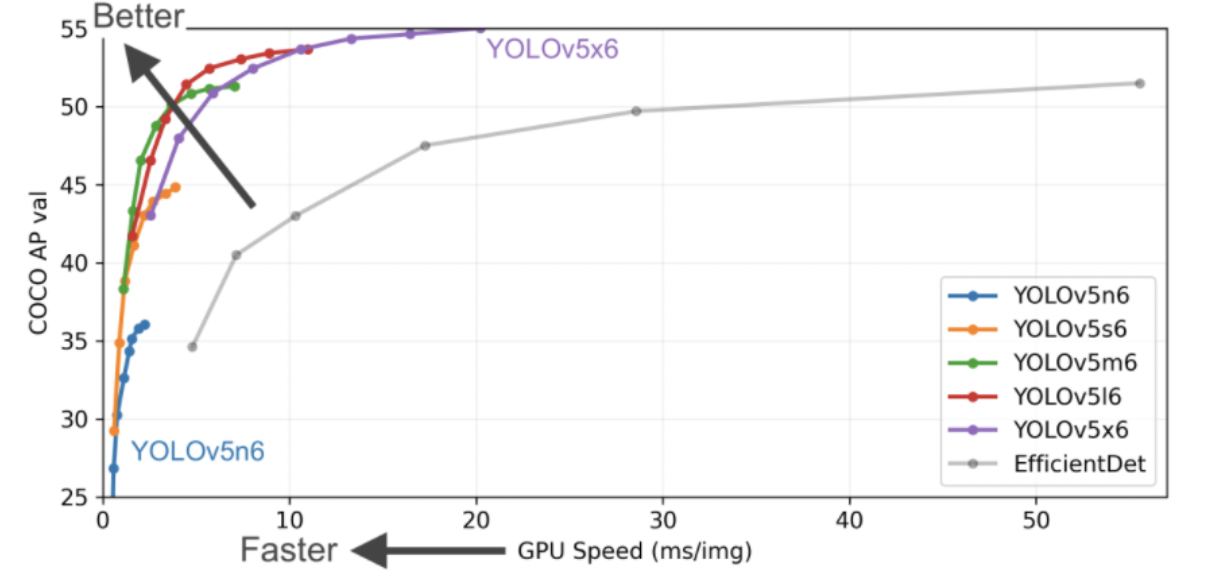 Better
55
50
45
40
35
30
25
COCO AP val
YOLOv5x6
YOLOv5n6
YOLOv5n6
YOLOv5s6
YOLOv5m6
YOLOv5l6
YOLOv5x6
EfficientDet
0 10 20 30 40 50
Faster GPU Speed (ms/img)